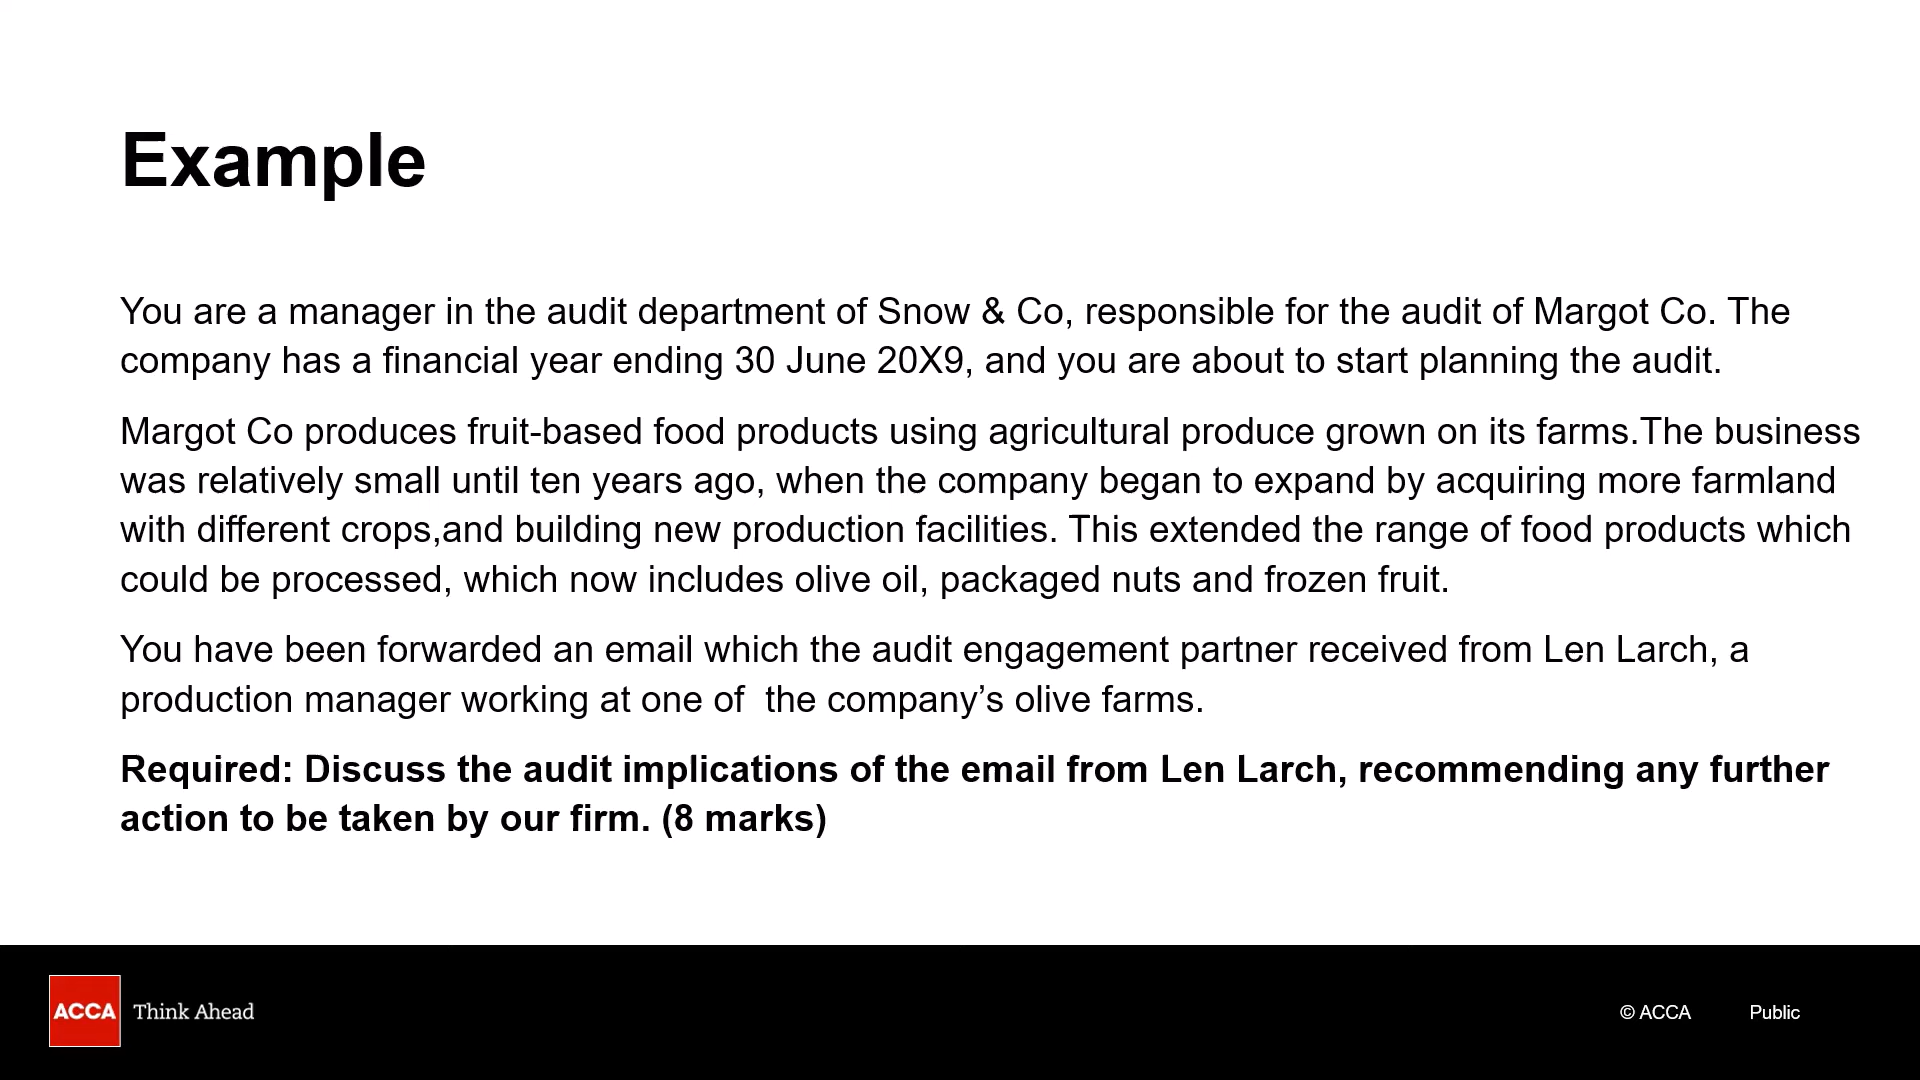 Example
You are a manager in the audit department of Snow & Co, responsible for the audit of Margot Co. The
company has a financial year ending 30 June 20X9, and you are about to start planning the audit.
Margot Co produces fruit-based food products using agricultural produce grown on its farms.The business
was relatively small until ten years ago, when the company began to expand by acquiring more farmland
with different crops,and building new production facilities. This extended the range of food products which
could be processed, which now includes olive oil, packaged nuts and frozen fruit.
You have been forwarded an email which the audit engagement partner received from Len Larch, a
production manager working at one of  the company’s olive farms.
Required: Discuss the audit implications of the email from Len Larch, recommending any further
action to be taken by our firm. (8 marks)
ACCA Think Ahead
© ACCA Public